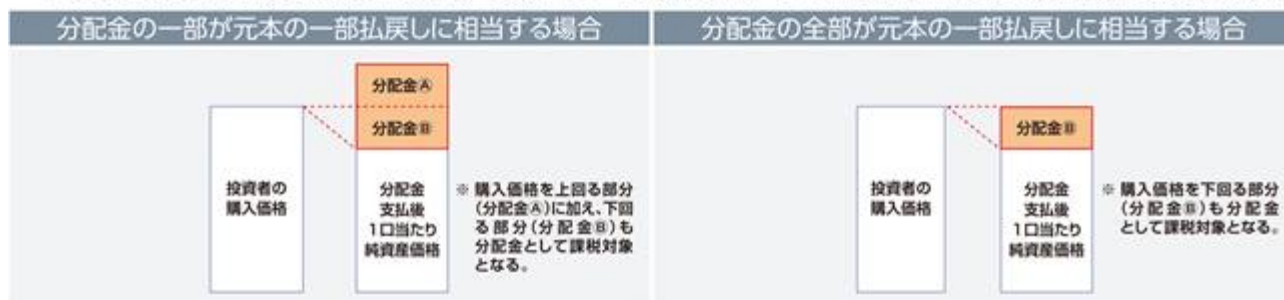 分配金の一部が元本の一部払戻しに相当する場合
分配金Ⓐ
分配金Ⓑ
投資者の
購入価格
分配金
支払後
1口当たり
純資産価格
※ 購入価格を上回る部分
(分配金Ⓐ)に加え、下回
る部分(分配金Ⓑ)も
分配金として課税対象
となる。
分配金の全部が元本の一部払戻しに相当する場合
分配金Ⓑ
投資者の
購入価格
分配金
支払後
1口当たり
純資産価格
※ 購入価格を下回る部分
(分配金Ⓑ)も分配金
として課税対象となる。